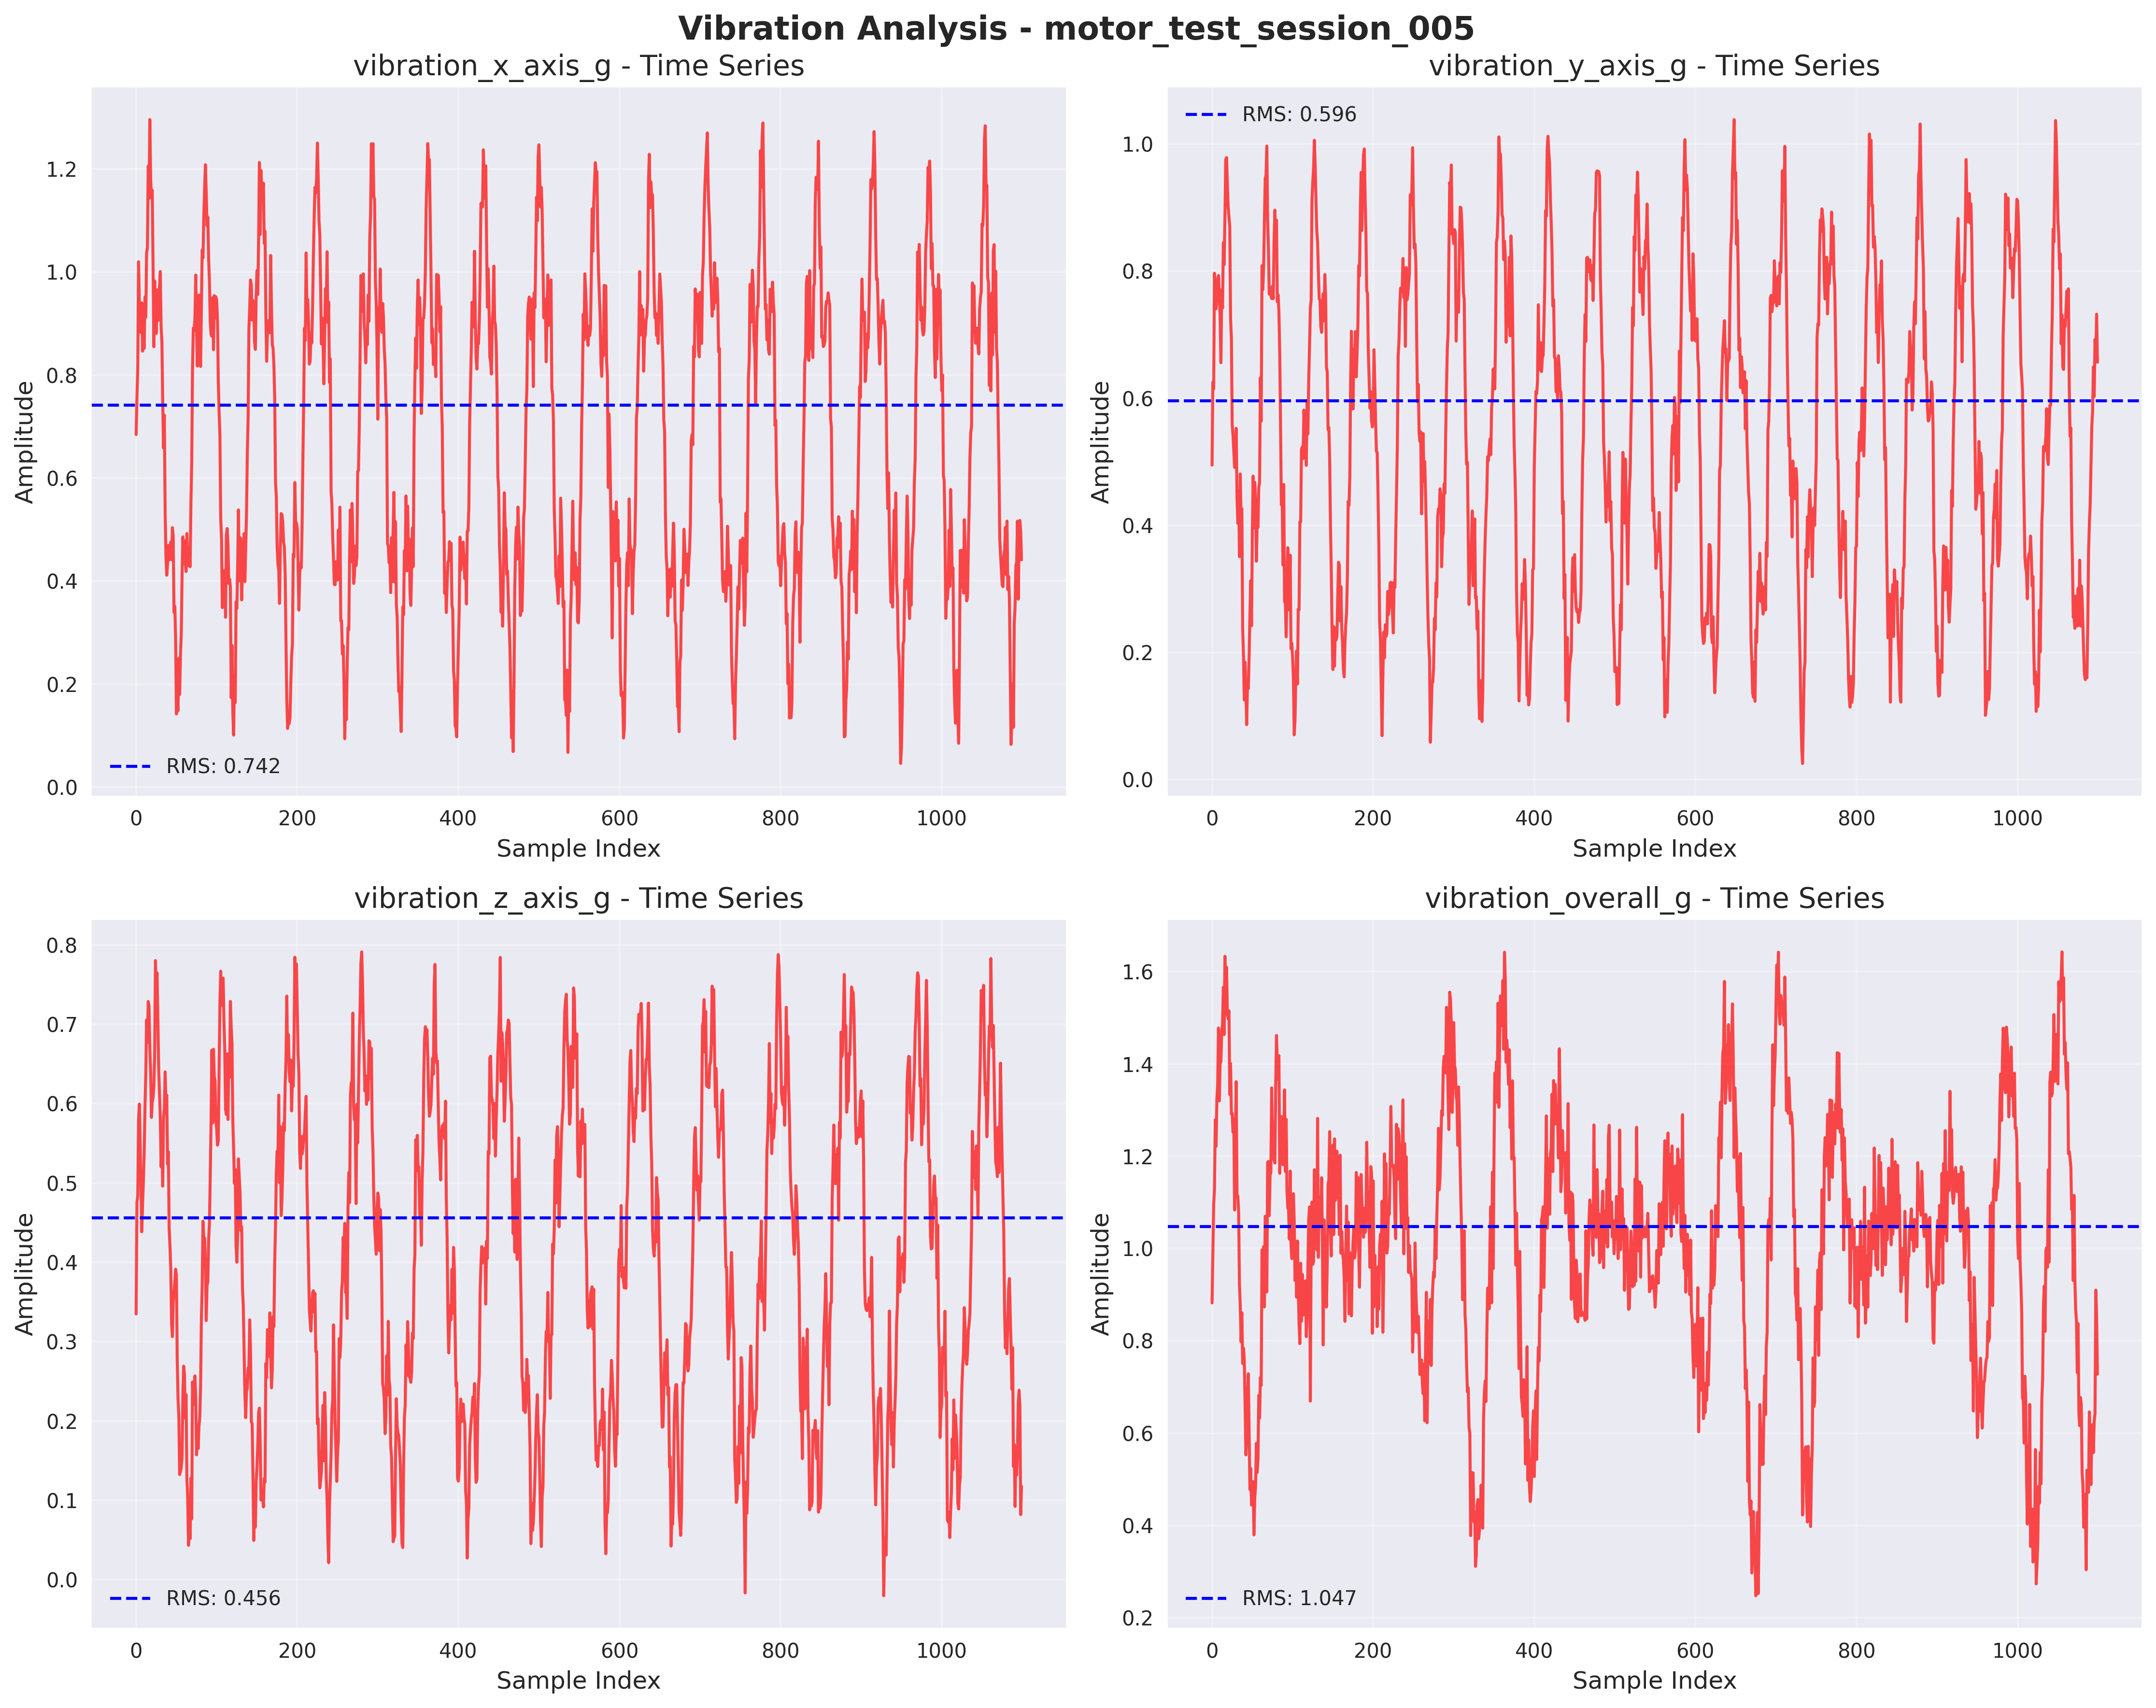 Vibration Analysis - motor_test_session_005
vibration_x_axis_g - Time Series
Amplitude
1.2
1.0
0.8
0.6
0.4
0.2
0.0
RMS: 0.742
0 200 400 600 800 1000
Sample Index
vibration_y_axis_g - Time Series
RMS: 0.596
Amplitude
1.0
0.8
0.6
0.4
0.2
0.0
0 200 400 600 800 1000
Sample Index
vibration_z_axis_g - Time Series
Amplitude
0.8
0.7
0.6
0.5
0.4
0.3
0.2
0.1
0.0
RMS: 0.456
0 200 400 600 800 1000
Sample Index
vibration_overall_g - Time Series
Amplitude
1.6
1.4
1.2
1.0
0.8
0.6
0.4
0.2
RMS: 1.047
0 200 400 600 800 1000
Sample Index